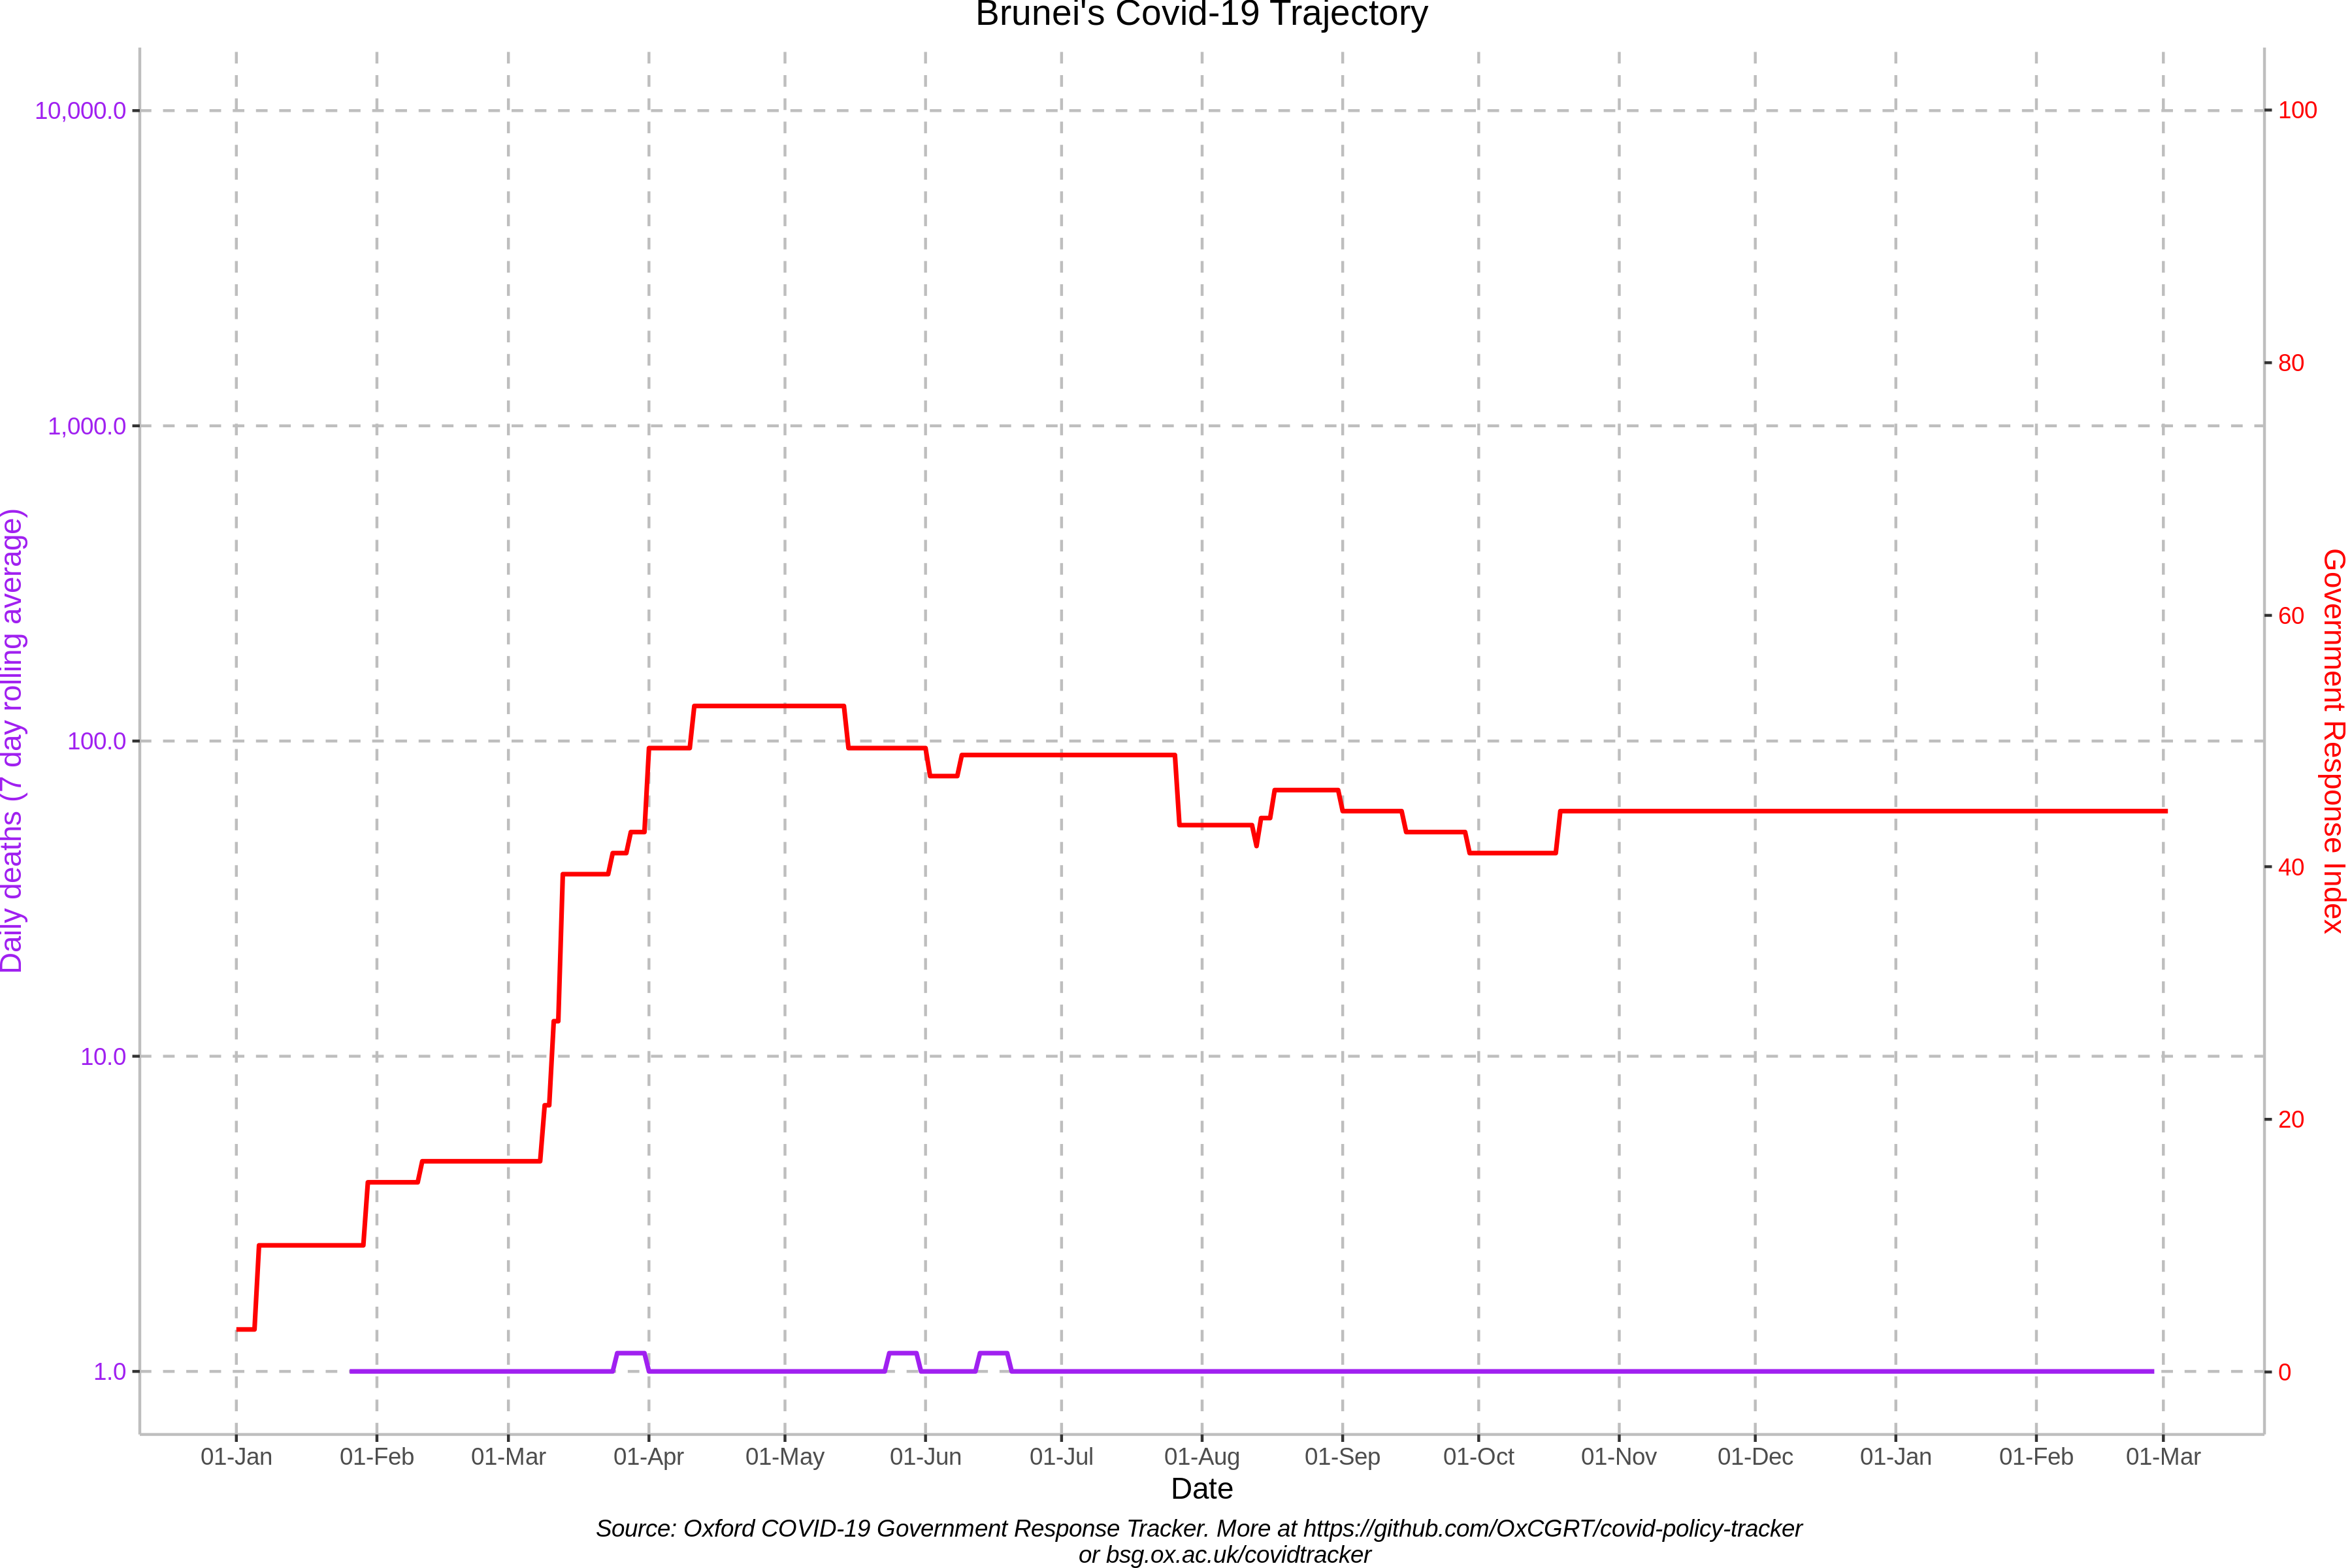 Brunei's Covid-19 Trajectory
10,000.0
1,000.0
100.0
10.0
1.0
Daily deaths (7 day rolling average)
100
80
60
40
20
0
Government Response Index
01-Jan 01-Feb 01-Mar 01-Apr 01-May 01-Jun 01-Jul 01-Aug 01-Sep 01-Oct 01-Nov 01-Dec 01-Jan 01-Feb 01-Mar
Date
Source: Oxford COVID-19 Government Response Tracker. More at https://github.com/OxCGRT/covid-policy-tracker
or bsg.ox.ac.uk/covidtracker